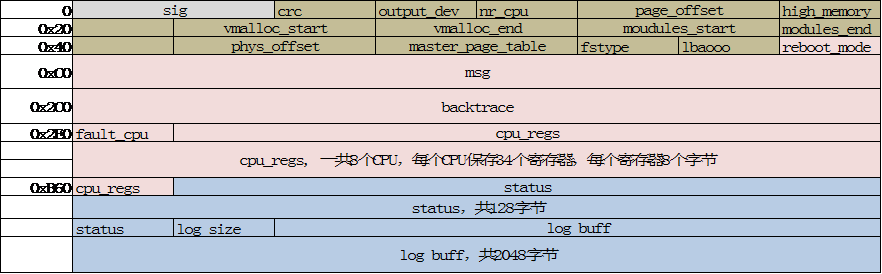 0 sig crc output_dev nr_cpu page_offset high_memory
0x20 vmalloc_start vmalloc_end moudules_start modules_end
0x40 phys_offset master_page_table fstype lbaooo reboot_mode
0xC0 msg
0x2C0 backtrace
0x2E0 fault_cpu cpu_regs
cpu_regs, 一共8个CPU，每个CPU保存34个寄存器，每个寄存器8个字节
0xB60 cpu_regs status
status，共128字节
status log size log buff
log buff，共2048字节